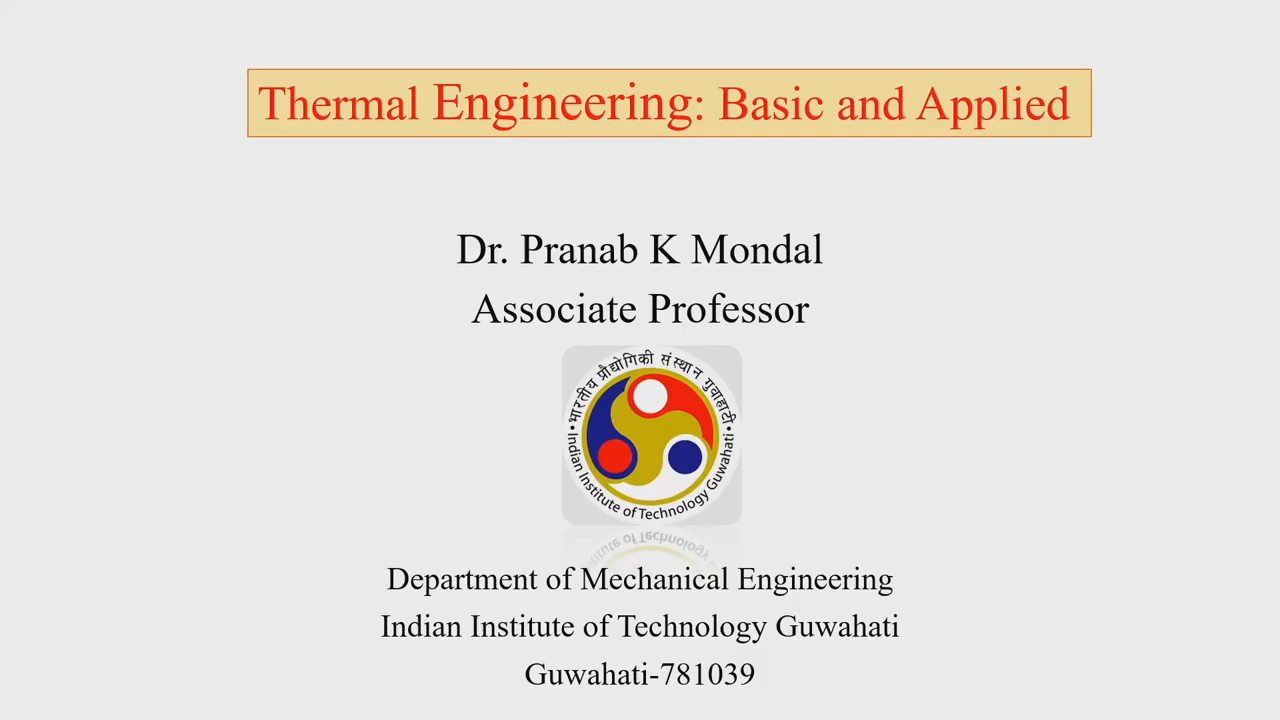 Thermal Engineering: Basic and Applied
Dr. Pranab K Mondal
Associate Professor
भारतीय प्रौद्योगिकी संस्थान गुवाहाटी
Indian Institute of Technology Guwahati
Department of Mechanical Engineering
Indian Institute of Technology Guwahati
Guwahati-781039